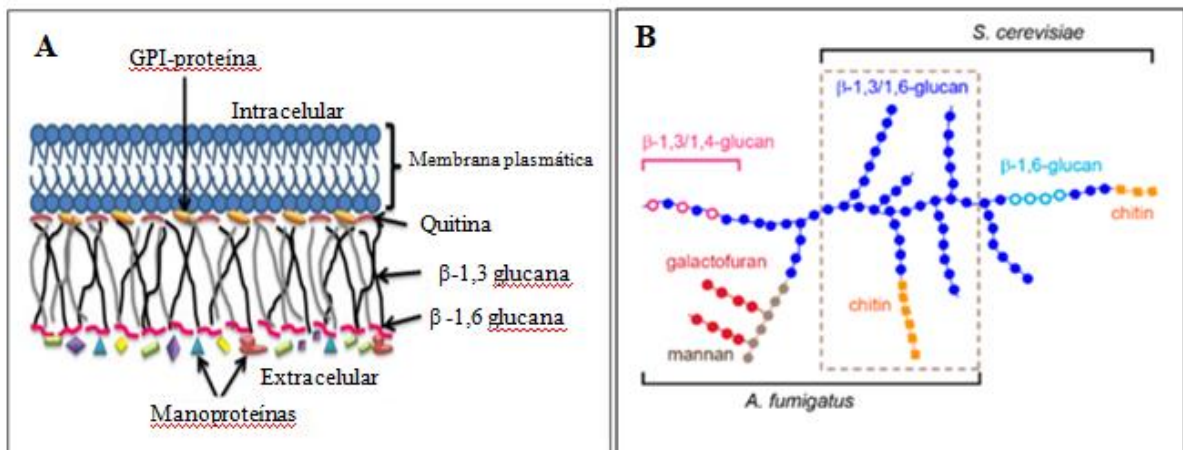 A
GPI-proteína
Intracelular
Membrana plasmática
Quitina
β-1,3 glucana
β -1,6 glucana
Extracelular
Manoproteínas
B
S. cerevisiae
β-1,3/1,6-glucan
β-1,3/1,4-glucan
β-1,6-glucan
chitin
galactofuran
chitin
mannan
A. fumigatus